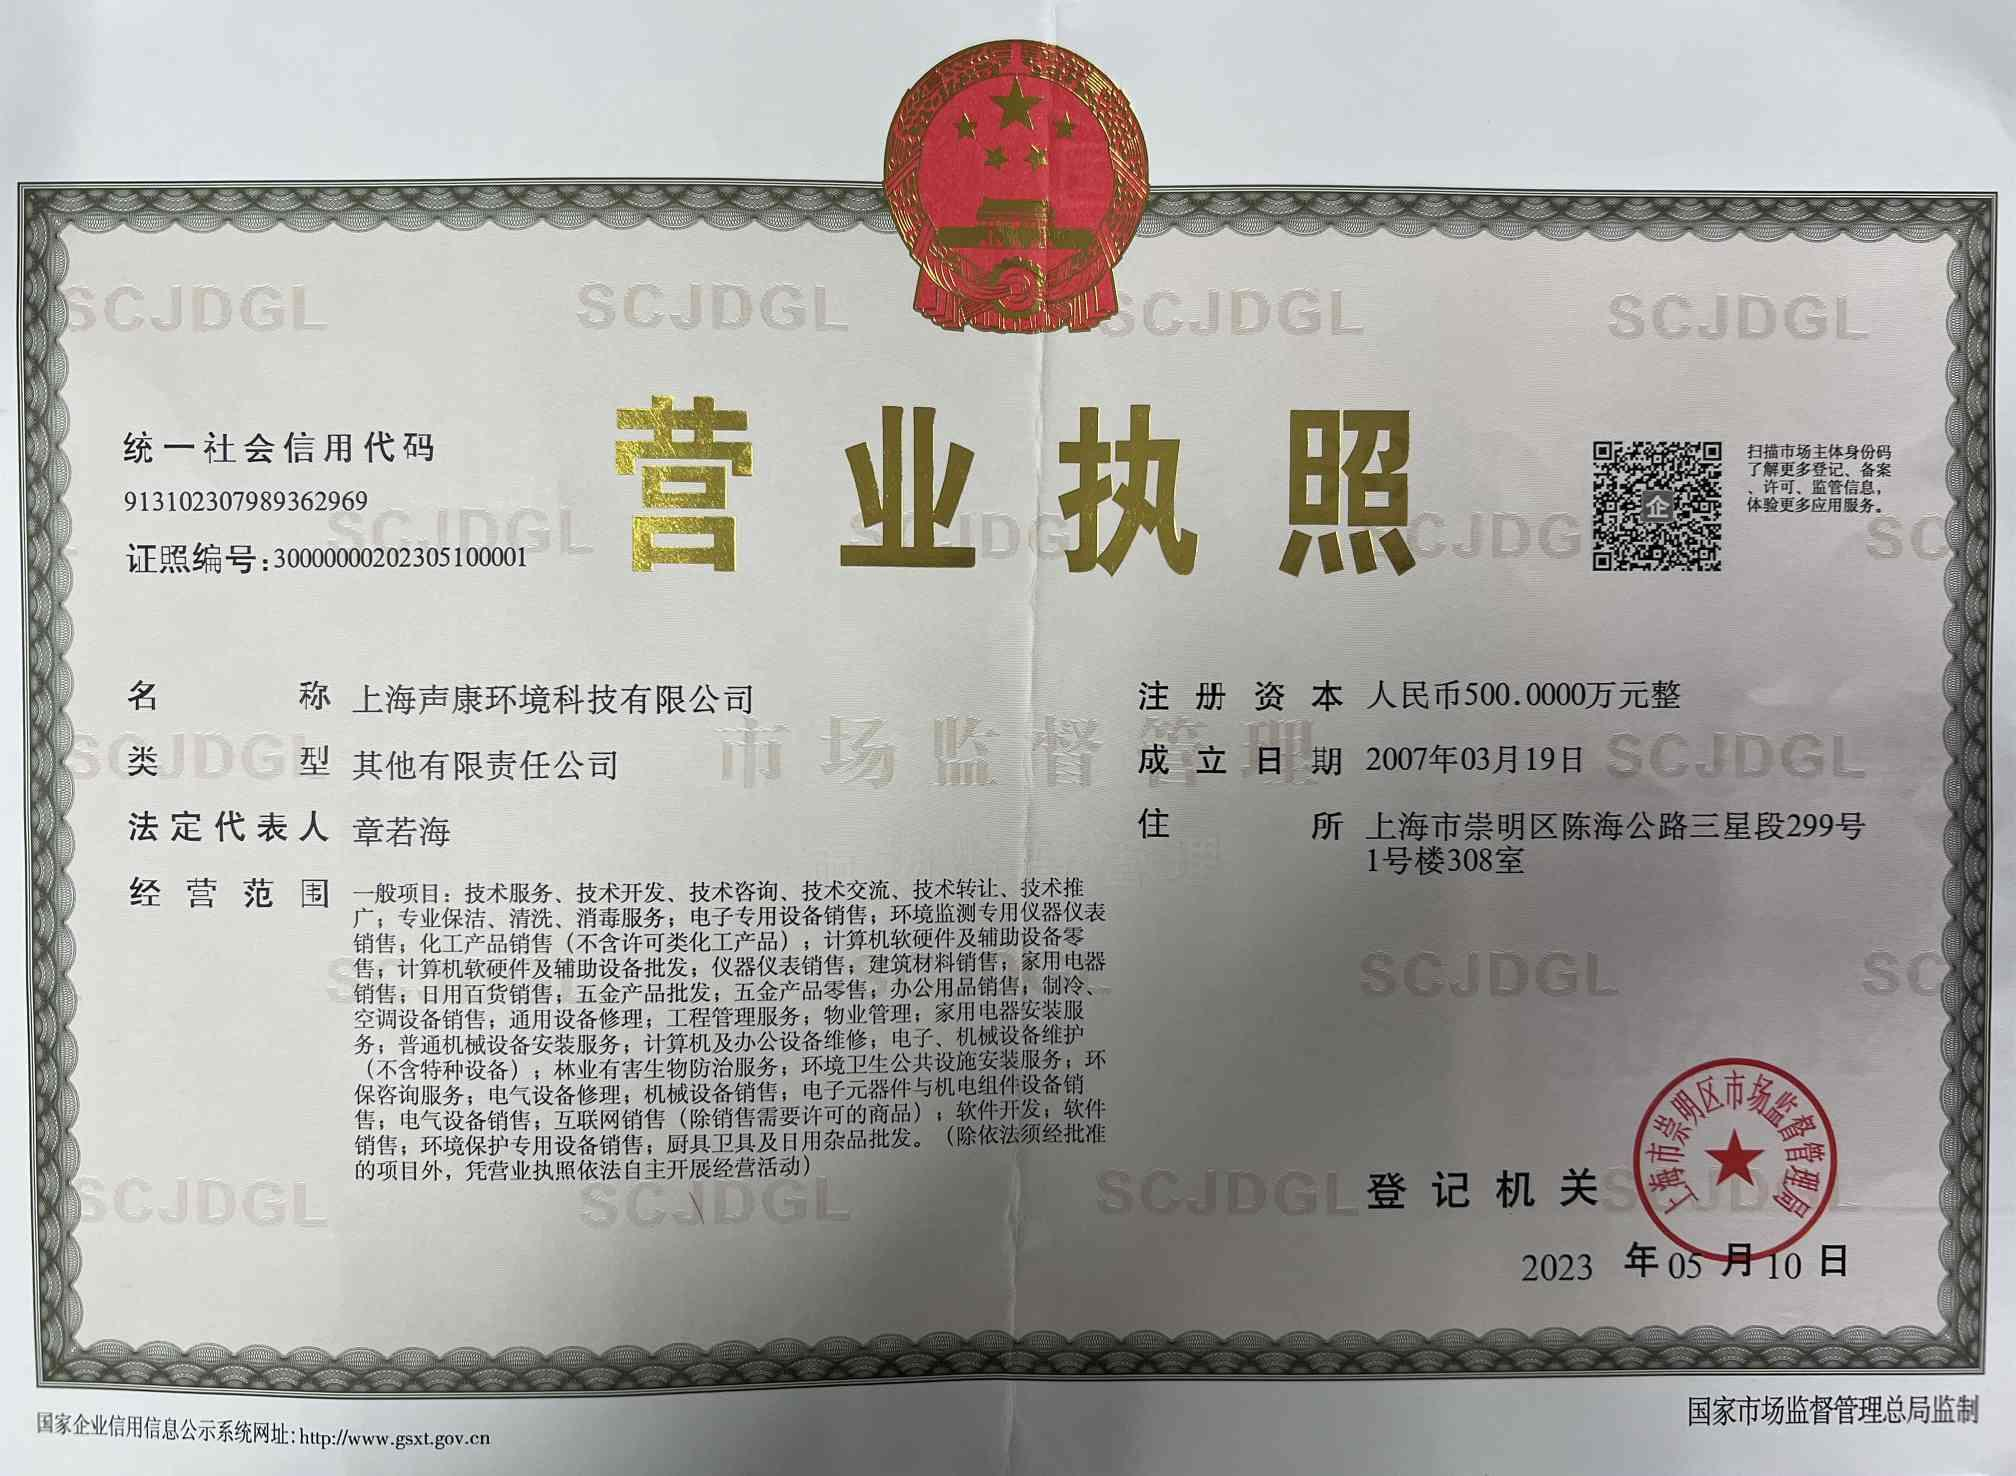 SCJDGL SCJDGL SCJDGL SCJDGL
营业执照
统一社会信用代码
913102307989362969
证照编号:30000000202305100001
企
扫描市场主体身份码
了解更多登记、备案
、许可、监管信息，
体验更多应用服务。
名称 上海声康环境科技有限公司
类型 其他有限责任公司
法定代表人 章若海
经营范围 一般项目：技术服务、技术开发、技术咨询、技术交流、技术转让、技术推
广；专业保洁、清洗、消毒服务；电子专用设备销售；环境监测专用仪器仪表
销售；化工产品销售（不含许可类化工产品）；计算机软硬件及辅助设备零
售；计算机软硬件及辅助设备批发；仪器仪表销售；建筑材料销售；家用电器
销售；日用百货销售；五金产品批发；五金产品零售；办公用品销售；制冷、
空调设备销售；通用设备修理；工程管理服务；物业管理；家用电器安装服
务；普通机械设备安装服务；计算机及办公设备维修；电子、机械设备维护
（不含特种设备）；林业有害生物防治服务；环境卫生公共设施安装服务；环
保咨询服务；电气设备修理；机械设备销售；电子元器件与机电组件设备销
售；电气设备销售；互联网销售（除销售需要许可的商品）；软件开发；软件
销售；环境保护专用设备销售；厨具卫具及日用杂品批发。（除依法须经批准
的项目外，凭营业执照依法自主开展经营活动）
注册资本 人民币500.0000万元整
成立日期 2007年03月19日
住所 上海市崇明区陈海公路三星段299号
1号楼308室
市场监督管理
登记机关
上海市崇明区市场监督管理局
2023 年 05 月 10 日
国家企业信用信息公示系统网址:http://www.gsxt.gov.cn
国家市场监督管理总局监制